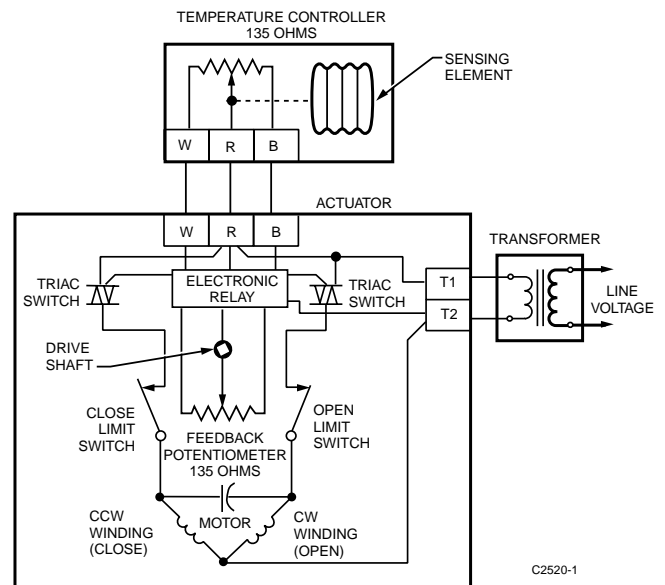 TEMPERATURE CONTROLLER
135 OHMS
SENSING
ELEMENT
W
R
B
ACTUATOR
W
R
B
TRANSFORMER
TRIAC
SWITCH
ELECTRONIC
RELAY
TRIAC
SWITCH
T1
T2
LINE
VOLTAGE
DRIVE
SHAFT
CLOSE
LIMIT
SWITCH
OPEN
LIMIT
SWITCH
FEEDBACK
POTENTIOMETER
135 OHMS
CCW
WINDING
(CLOSE)
MOTOR
CW
WINDING
(OPEN)
C2520-1